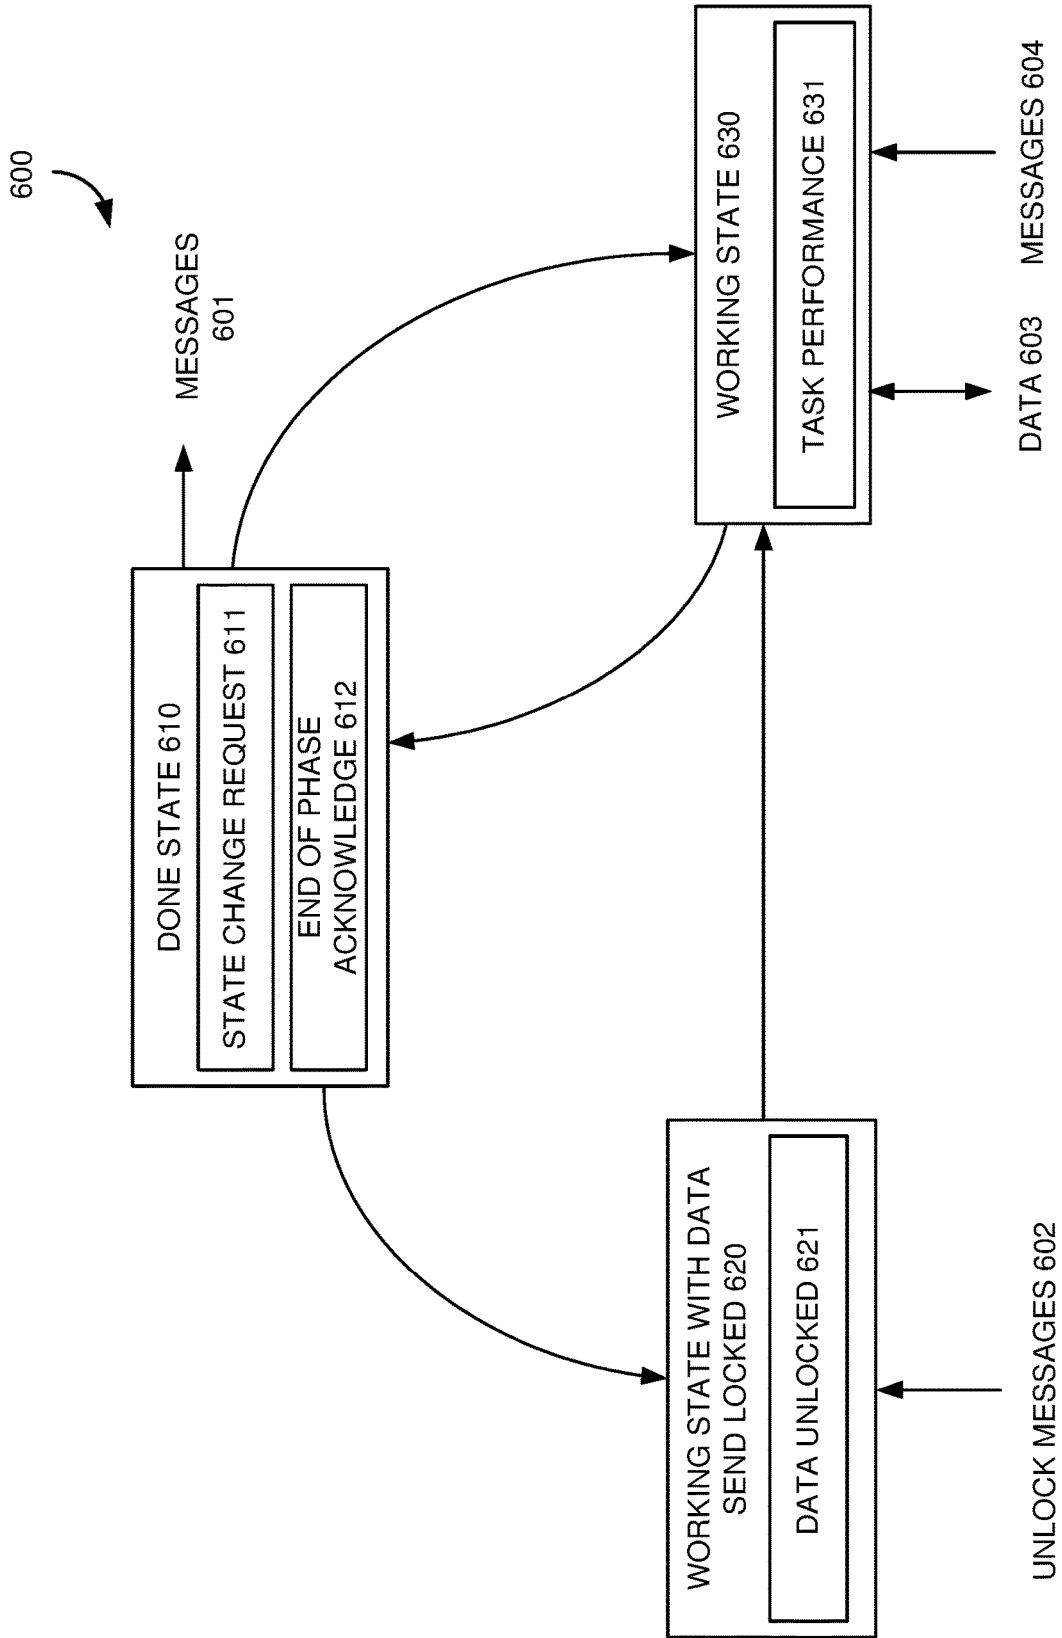 600
MESSAGES
601
DONE STATE 610
STATE CHANGE REQUEST 611
END OF PHASE
ACKNOWLEDGE 612
WORKING STATE WITH DATA
SEND LOCKED 620
DATA UNLOCKED 621
WORKING STATE 630
TASK PERFORMANCE 631
UNLOCK MESSAGES 602
DATA 603
MESSAGES 604